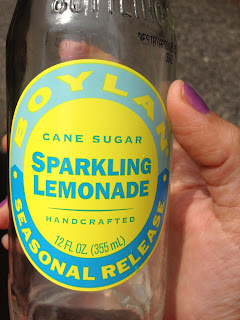 BOYLAN
CANE SUGAR
SPARKLING
LEMONADE
HANDCRAFTED
12 FL. OZ. (355 mL)
SEASONAL RELEASE